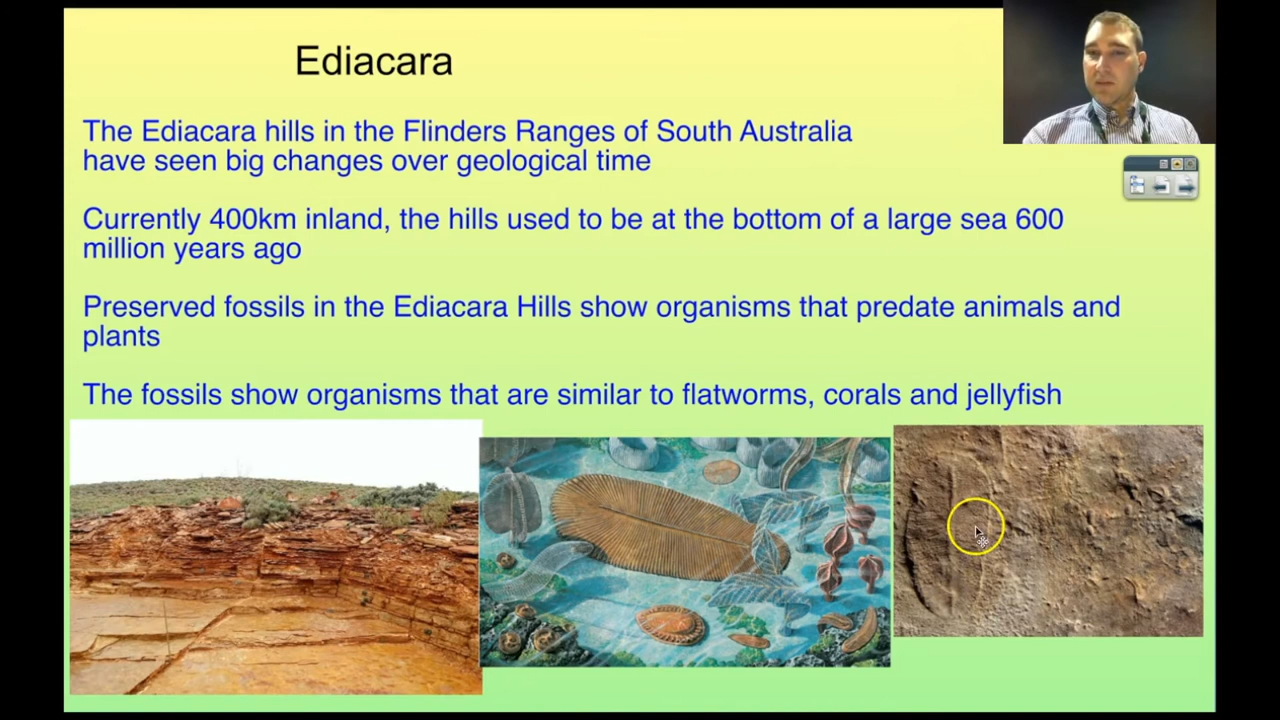 Ediacara
The Ediacara hills in the Flinders Ranges of South Australia
have seen big changes over geological time
Currently 400km inland, the hills used to be at the bottom of a large sea 600
million years ago
Preserved fossils in the Ediacara Hills show organisms that predate animals and
plants
The fossils show organisms that are similar to flatworms, corals and jellyfish